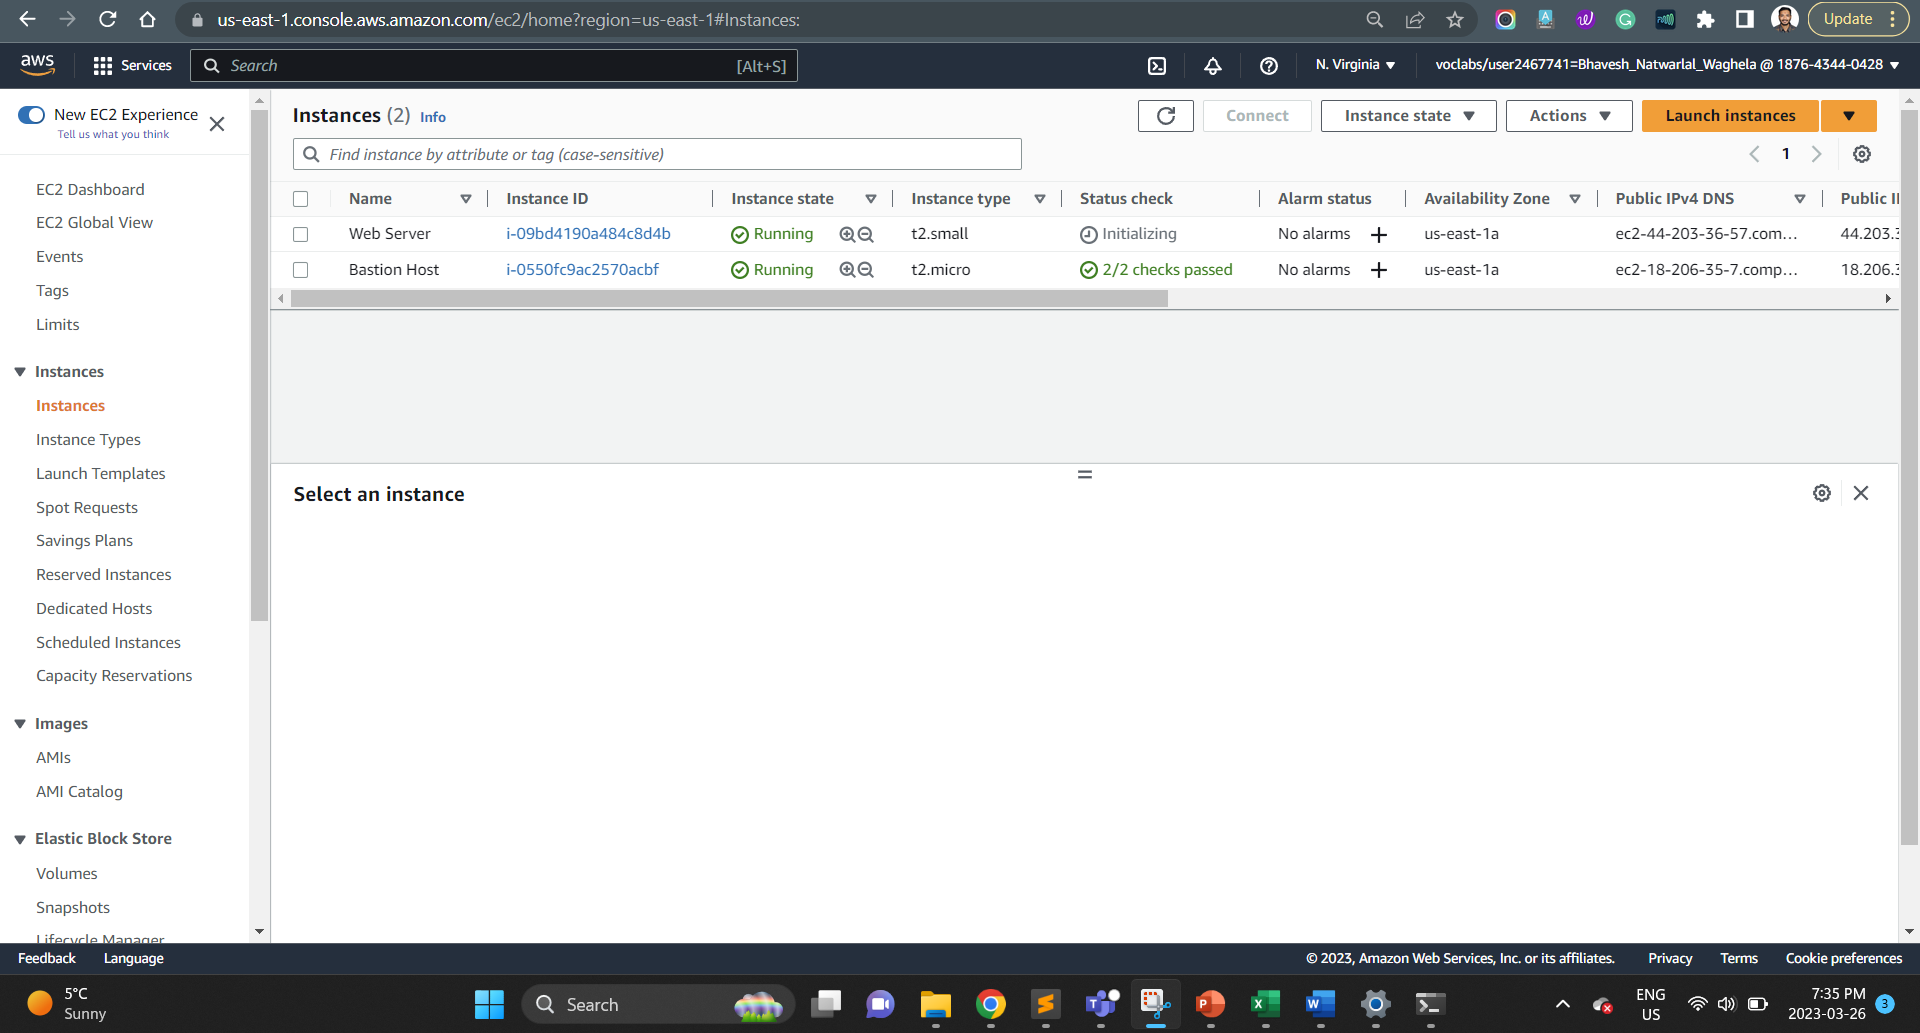 us-east-1.console.aws.amazon.com/ec2/home?region=us-east-1#Instances:
Update
aws
Services
Search
[Alt+S]
N. Virginia
voclabs/user2467741=Bhavesh_Natwarlal_Waghela @ 1876-4344-0428
New EC2 Experience
Tell us what you think
EC2 Dashboard
EC2 Global View
Events
Tags
Limits
Instances
Instances
Instance Types
Launch Templates
Spot Requests
Savings Plans
Reserved Instances
Dedicated Hosts
Scheduled Instances
Capacity Reservations
Images
AMIs
AMI Catalog
Elastic Block Store
Volumes
Snapshots
Lifecycle Manager
Instances (2) Info
Connect
Instance state
Actions
Launch instances
Find instance by attribute or tag (case-sensitive)
1
Name Instance ID Instance state Instance type Status check Alarm status Availability Zone Public IPv4 DNS Public
Web Server i-09bd4190a484c8d4b Running t2.small Initializing No alarms us-east-1a ec2-44-203-36-57.com... 44.203.3
Bastion Host i-0550fc9ac2570acbf Running t2.micro 2/2 checks passed No alarms us-east-1a ec2-18-206-35-7.comp... 18.206.3
Select an instance
Feedback Language
© 2023, Amazon Web Services, Inc. or its affiliates. Privacy Terms Cookie preferences
5°C
Sunny
Search
ENG
US
7:35 PM
2023-03-26
3